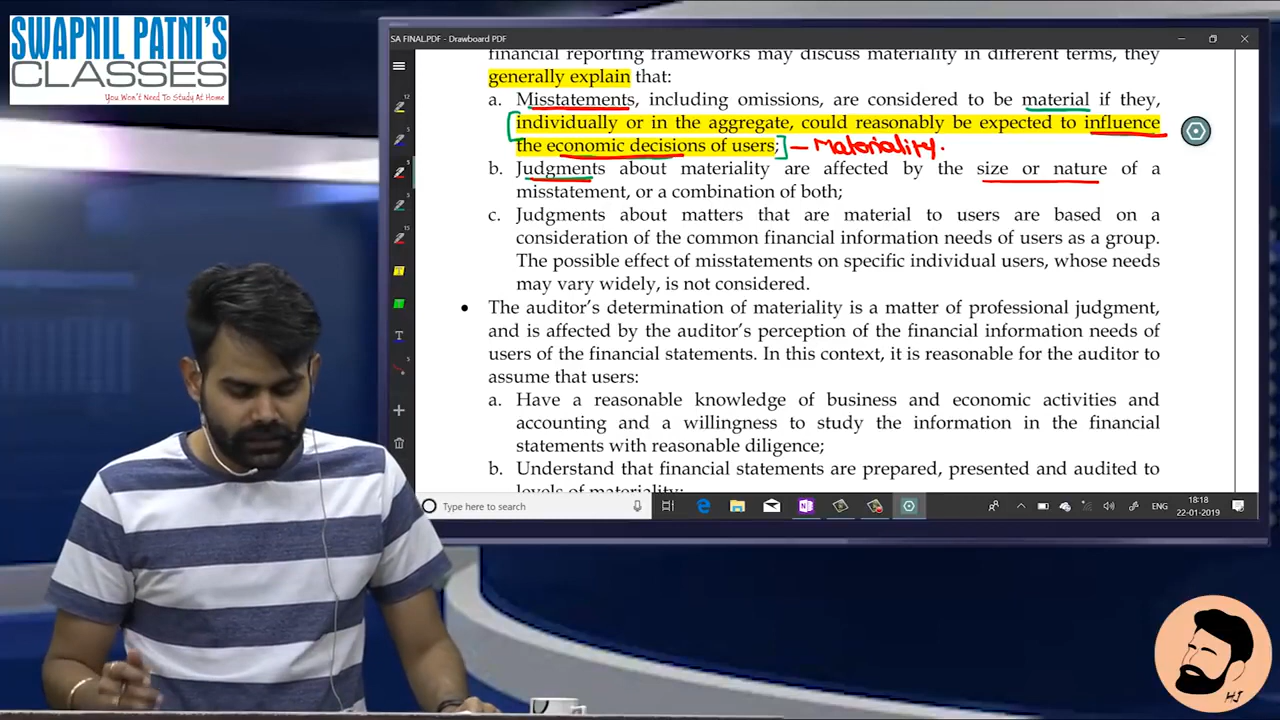 SWAPNIL PATNI'S
CLASSES
You Won't Need To Study At Home
SA FINAL.PDF - Drawboard PDF
financial reporting frameworks may discuss materiality in different terms, they
generally explain that:
a. Misstatements, including omissions, are considered to be material if they,
individually or in the aggregate, could reasonably be expected to influence
the economic decisions of users; — Materiality.
b. Judgments about materiality are affected by the size or nature of a
misstatement, or a combination of both;
c. Judgments about matters that are material to users are based on a
consideration of the common financial information needs of users as a group.
The possible effect of misstatements on specific individual users, whose needs
may vary widely, is not considered.
• The auditor's determination of materiality is a matter of professional judgment,
and is affected by the auditor's perception of the financial information needs of
users of the financial statements. In this context, it is reasonable for the auditor to
assume that users:
a. Have a reasonable knowledge of business and economic activities and
accounting and a willingness to study the information in the financial
statements with reasonable diligence;
b. Understand that financial statements are prepared, presented and audited to
levels of materiality;
Type here to search
ENG
18:18
22-01-2019
HJ